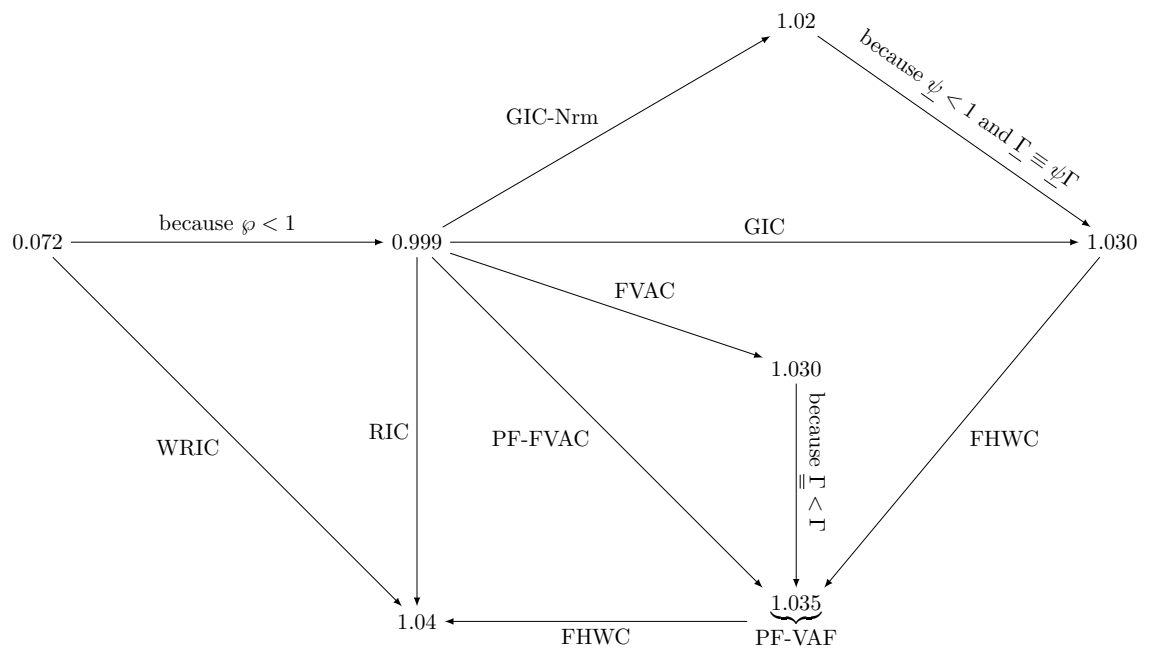 1.02
because ψ̲ < 1 and Γ̲ ≡ ψ̲Γ
GIC-Nrm
because ℘ < 1
GIC
0.072
0.999
1.030
FVAC
1.030
because Γ̳ < Γ
WRIC
RIC
PF-FVAC
FHWC
1.035
1.04
FHWC
PF-VAF